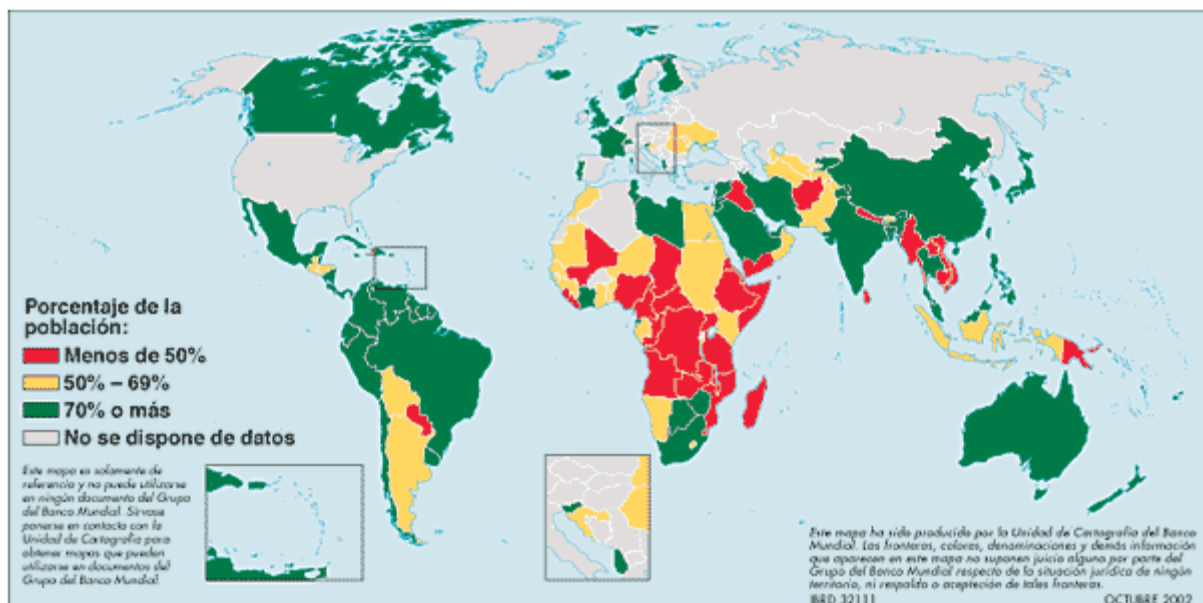 Porcentaje de la
población:
Menos de 50%
50% – 69%
70% o más
No se dispone de datos
Este mapa es solamente de
referencia y no puede utilizarse
en ningún documento del Grupo
del Banco Mundial. Sírvase
ponerse en contacto con la
Unidad de Cartografía para
obtener mapas que pueden
utilizarse en documentos del
Grupo del Banco Mundial.
Este mapa ha sido producido por la Unidad de Cartografía del Banco
Mundial. Las fronteras, colores, denominaciones y demás información
que aparecen en este mapa no suponen juicio alguno por parte del
Grupo del Banco Mundial respecto de la situación jurídica de ningún
territorio, ni respaldo o aceptación de tales fronteras.
IBRD 32111
OCTUBRE 2002